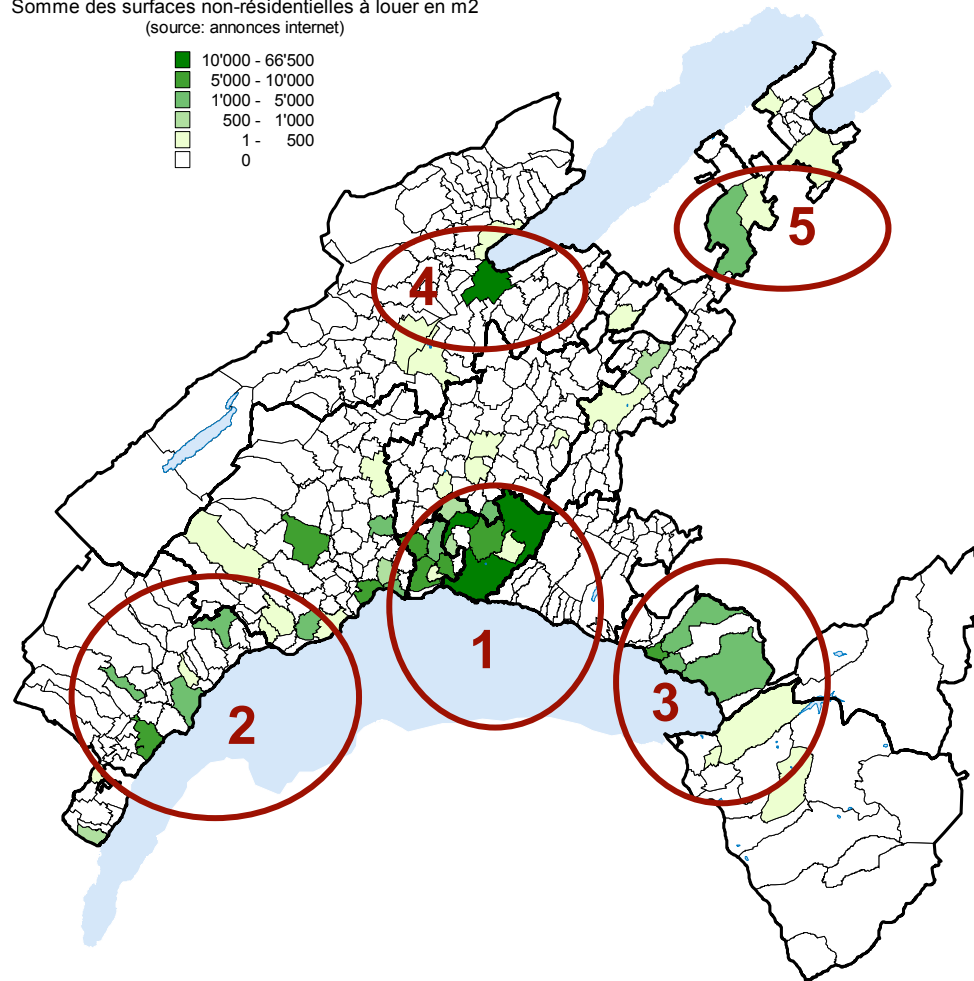 Somme des surfaces non-résidentielles à louer en m2
(source: annonces internet)
10'000 - 66'500
5'000 - 10'000
1'000 - 5'000
500 - 1'000
1 - 500
0
5
4
1
3
2